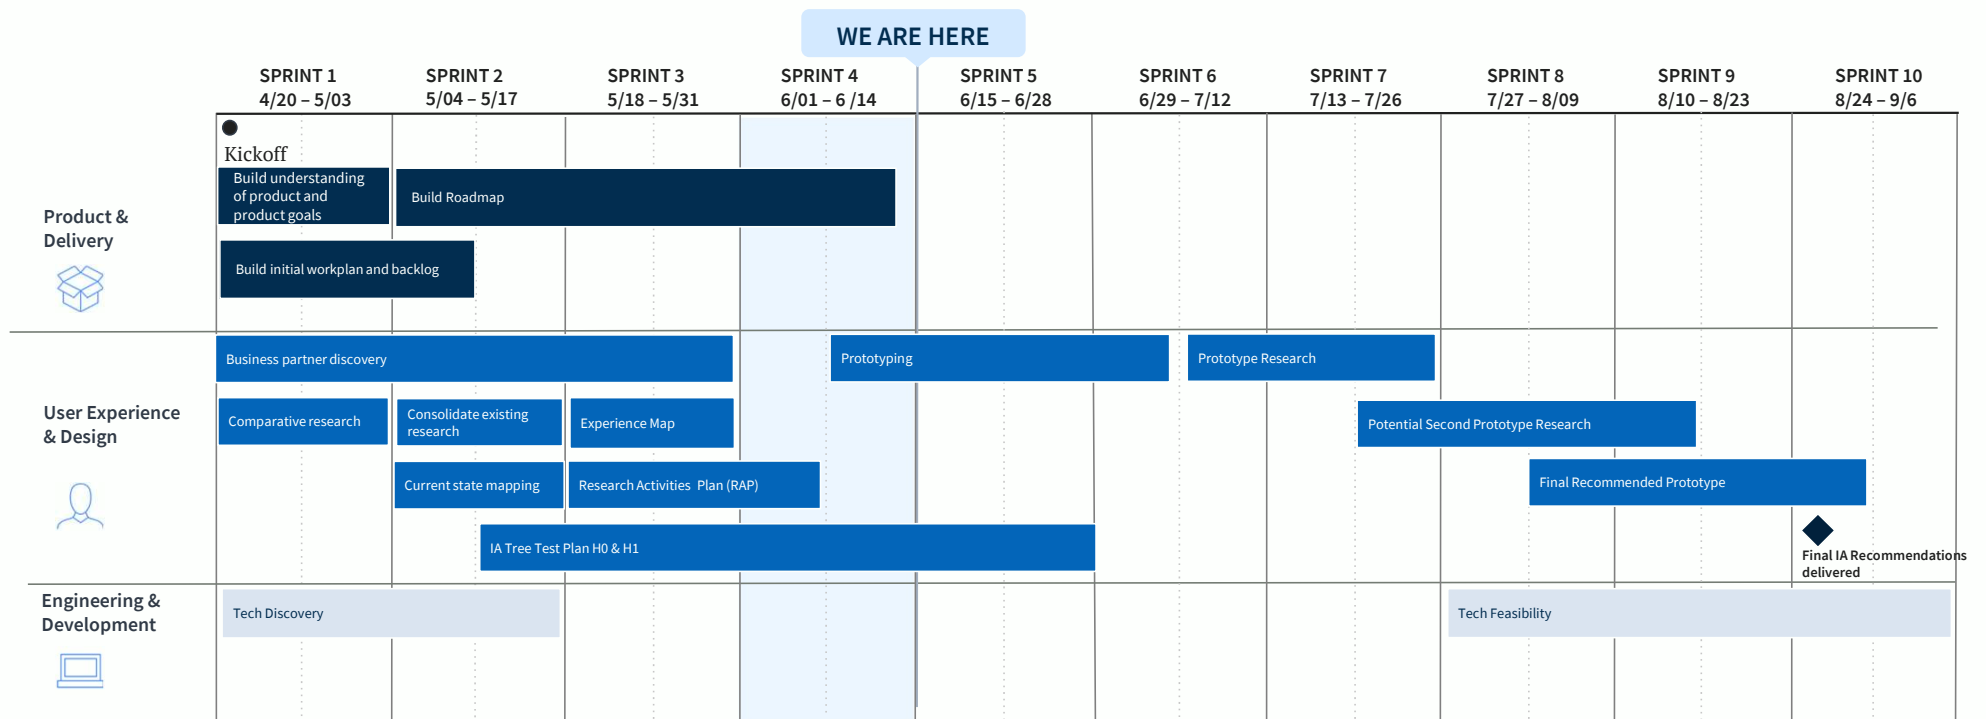 WE ARE HERE
SPRINT 1
4/20 – 5/03
SPRINT 2
5/04 – 5/17
SPRINT 3
5/18 – 5/31
SPRINT 4
6/01 – 6 /14
SPRINT 5
6/15 – 6/28
SPRINT 6
6/29 – 7/12
SPRINT 7
7/13 – 7/26
SPRINT 8
7/27 – 8/09
SPRINT 9
8/10 – 8/23
SPRINT 10
8/24 – 9/6
Kickoff
Product &
Delivery
Build understanding
of product and
product goals
Build Roadmap
Build initial workplan and backlog
User Experience
& Design
Business partner discovery
Prototyping
Prototype Research
Comparative research
Consolidate existing
research
Experience Map
Potential Second Prototype Research
Current state mapping
Research Activities  Plan (RAP)
Final Recommended Prototype
IA Tree Test Plan H0 & H1
Final IA Recommendations
delivered
Engineering &
Development
Tech Discovery
Tech Feasibility